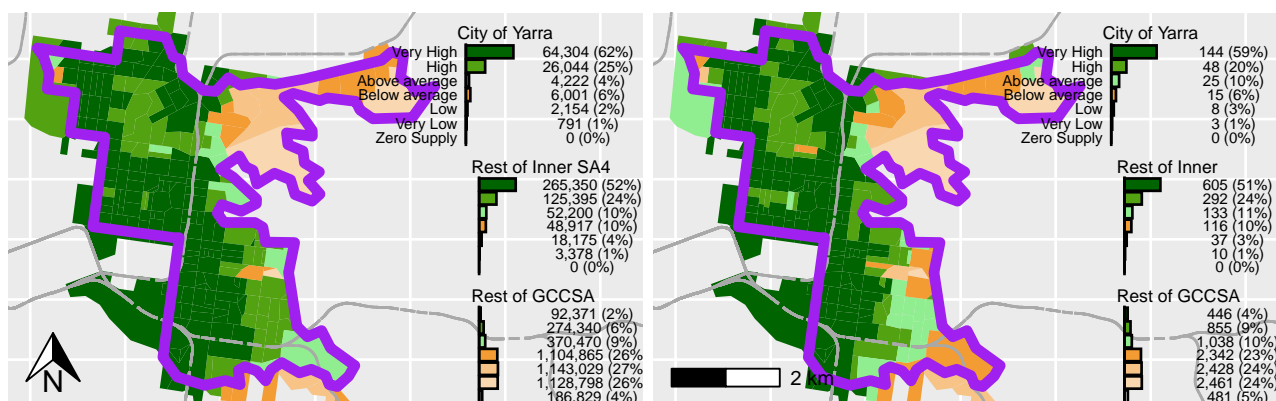 City of Yarra
Very High 64,304 (62%)
High 26,044 (25%)
Above average 4,222 (4%)
Below average 6,001 (6%)
Low 2,154 (2%)
Very Low 791 (1%)
Zero Supply 0 (0%)
Rest of Inner SA4
265,350 (52%)
125,395 (24%)
52,200 (10%)
48,917 (10%)
18,175 (4%)
3,378 (1%)
0 (0%)
Rest of GCCSA
92,371 (2%)
274,340 (6%)
370,470 (9%)
1,104,865 (26%
1,143,029 (27%
1,128,798 (26%
186,829 (4%)
N
City of Yarra
Very High 144 (59%)
High 48 (20%)
Above average 25 (10%)
Below average 15 (6%)
Low 8 (3%)
Very Low 3 (1%)
Zero Supply 0 (0%)
Rest of Inner
605 (51%)
292 (24%)
133 (11%)
116 (10%)
37 (3%)
10 (1%)
0 (0%)
Rest of GCCSA
446 (4%)
855 (9%)
1,038 (10%)
2,342 (23%)
2,428 (24%)
2,461 (24%)
481 (5%)
2 km